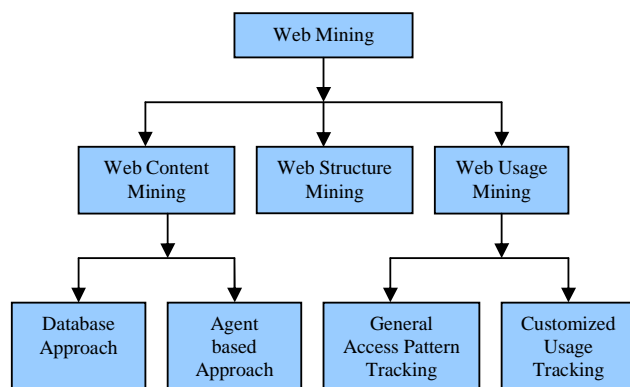 Web Mining
Web Content
Mining
Web Structure
Mining
Web Usage
Mining
Database
Approach
Agent
based
Approach
General
Access Pattern
Tracking
Customized
Usage
Tracking